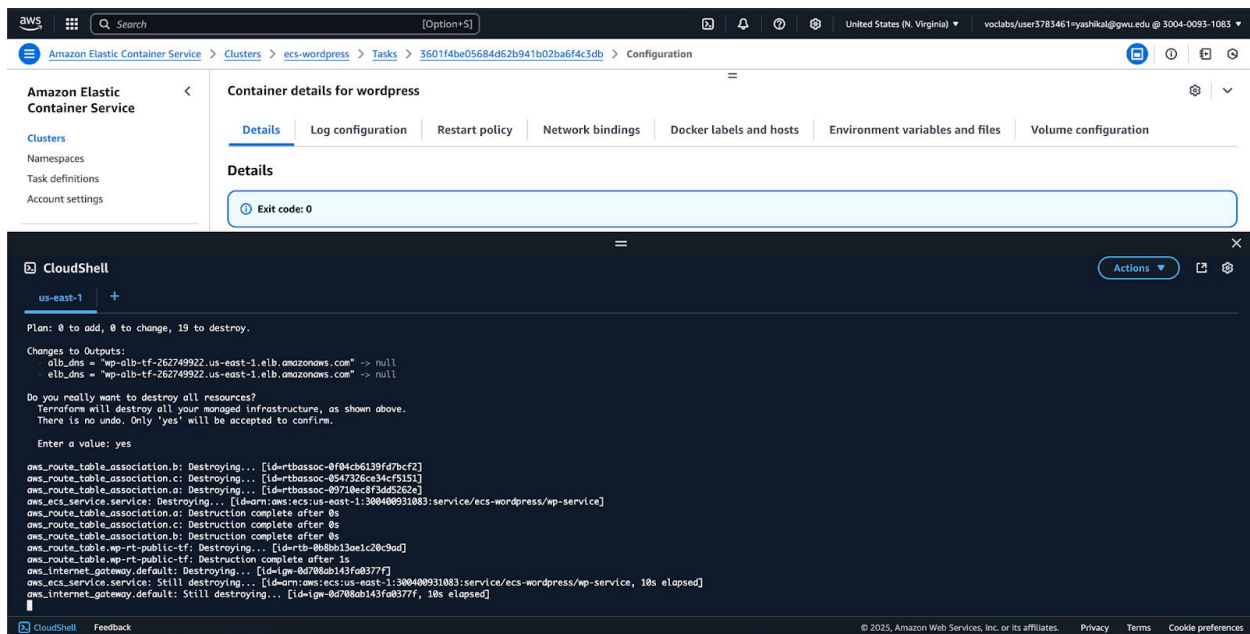 aws
Search [Option+S] United States (N. Virginia) ▼ voclabs/user3783461=yashikal@gwu.edu @ 3004-0093-1083 ▼
Amazon Elastic Container Service > Clusters > ecs-wordpress > Tasks > 3601f4be05684d62b941b02ba6f4c3db > Configuration
Amazon Elastic
Container Service
Clusters
Namespaces
Task definitions
Account settings
Container details for wordpress
Details Log configuration Restart policy Network bindings Docker labels and hosts Environment variables and files Volume configuration
Details
Exit code: 0
CloudShell
Actions ▼
us-east-1 +
Plan: 0 to add, 0 to change, 19 to destroy.
Changes to Outputs:
- alb_dns = "wp-alb-tf-262749922.us-east-1.elb.amazonaws.com" -> null
- elb_dns = "wp-alb-tf-262749922.us-east-1.elb.amazonaws.com" -> null
Do you really want to destroy all resources?
Terraform will destroy all your managed infrastructure, as shown above.
There is no undo. Only 'yes' will be accepted to confirm.
Enter a value: yes
aws_route_table_association.b: Destroying... [id=rtbassoc-0f04cb6139fd7bcf2]
aws_route_table_association.c: Destroying... [id=rtbassoc-0547326ce34cf5151]
aws_route_table_association.a: Destroying... [id=rtbassoc-09710ec8f3dd5262e]
aws_ecs_service.service: Destroying... [id=arn:aws:ecs:us-east-1:300400931083:service/ecs-wordpress/wp-service]
aws_route_table_association.a: Destruction complete after 0s
aws_route_table_association.c: Destruction complete after 0s
aws_route_table_association.b: Destruction complete after 0s
aws_route_table.wp-rt-public-tf: Destroying... [id=rtb-0b8bb13ae1c20c9ad]
aws_route_table.wp-rt-public-tf: Destruction complete after 1s
aws_internet_gateway.default: Destroying... [id=igw-0d708ab143fa0377f]
aws_ecs_service.service: Still destroying... [id=arn:aws:ecs:us-east-1:300400931083:service/ecs-wordpress/wp-service, 10s elapsed]
aws_internet_gateway.default: Still destroying... [id=igw-0d708ab143fa0377f, 10s elapsed]
CloudShell Feedback © 2025, Amazon Web Services, Inc. or its affiliates. Privacy Terms Cookie preferences